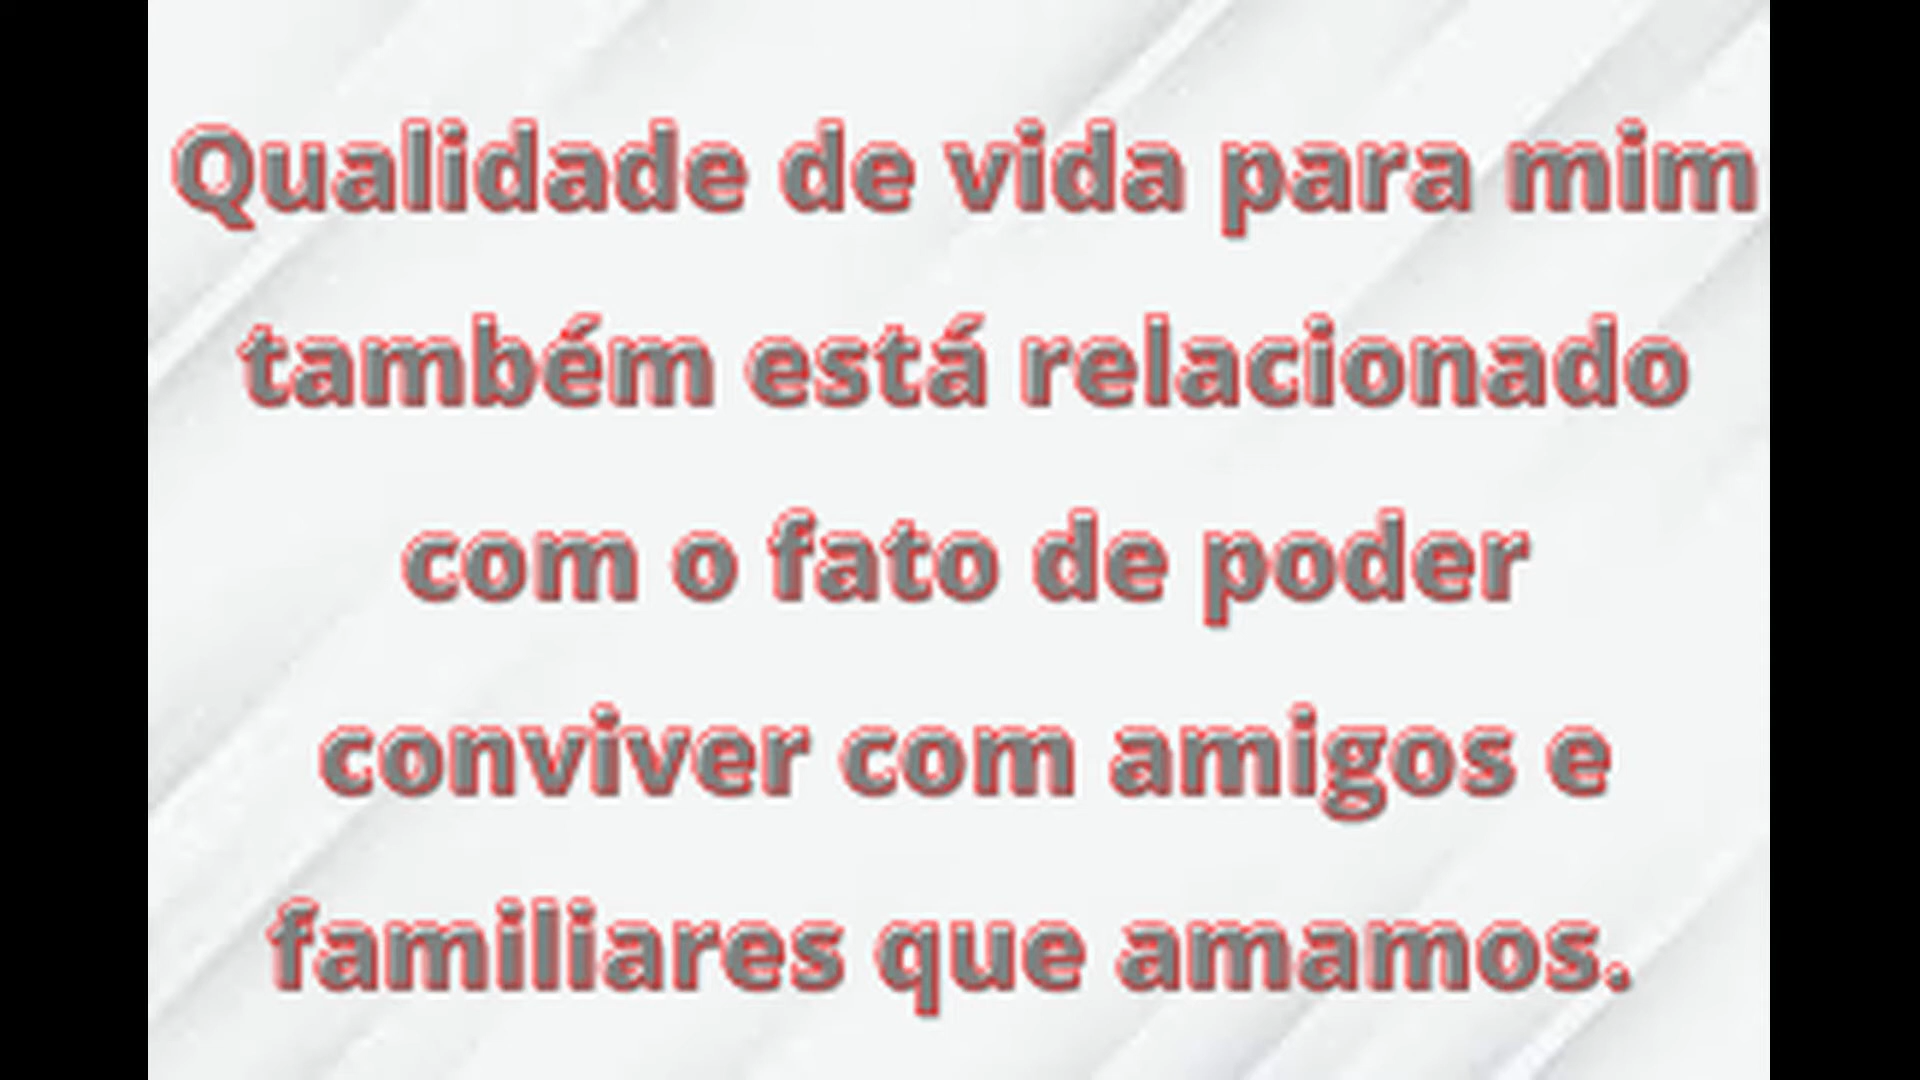 Qualidade de vida para mim
também está relacionado
com o fato de poder
conviver com amigos e
familiares que amamos.